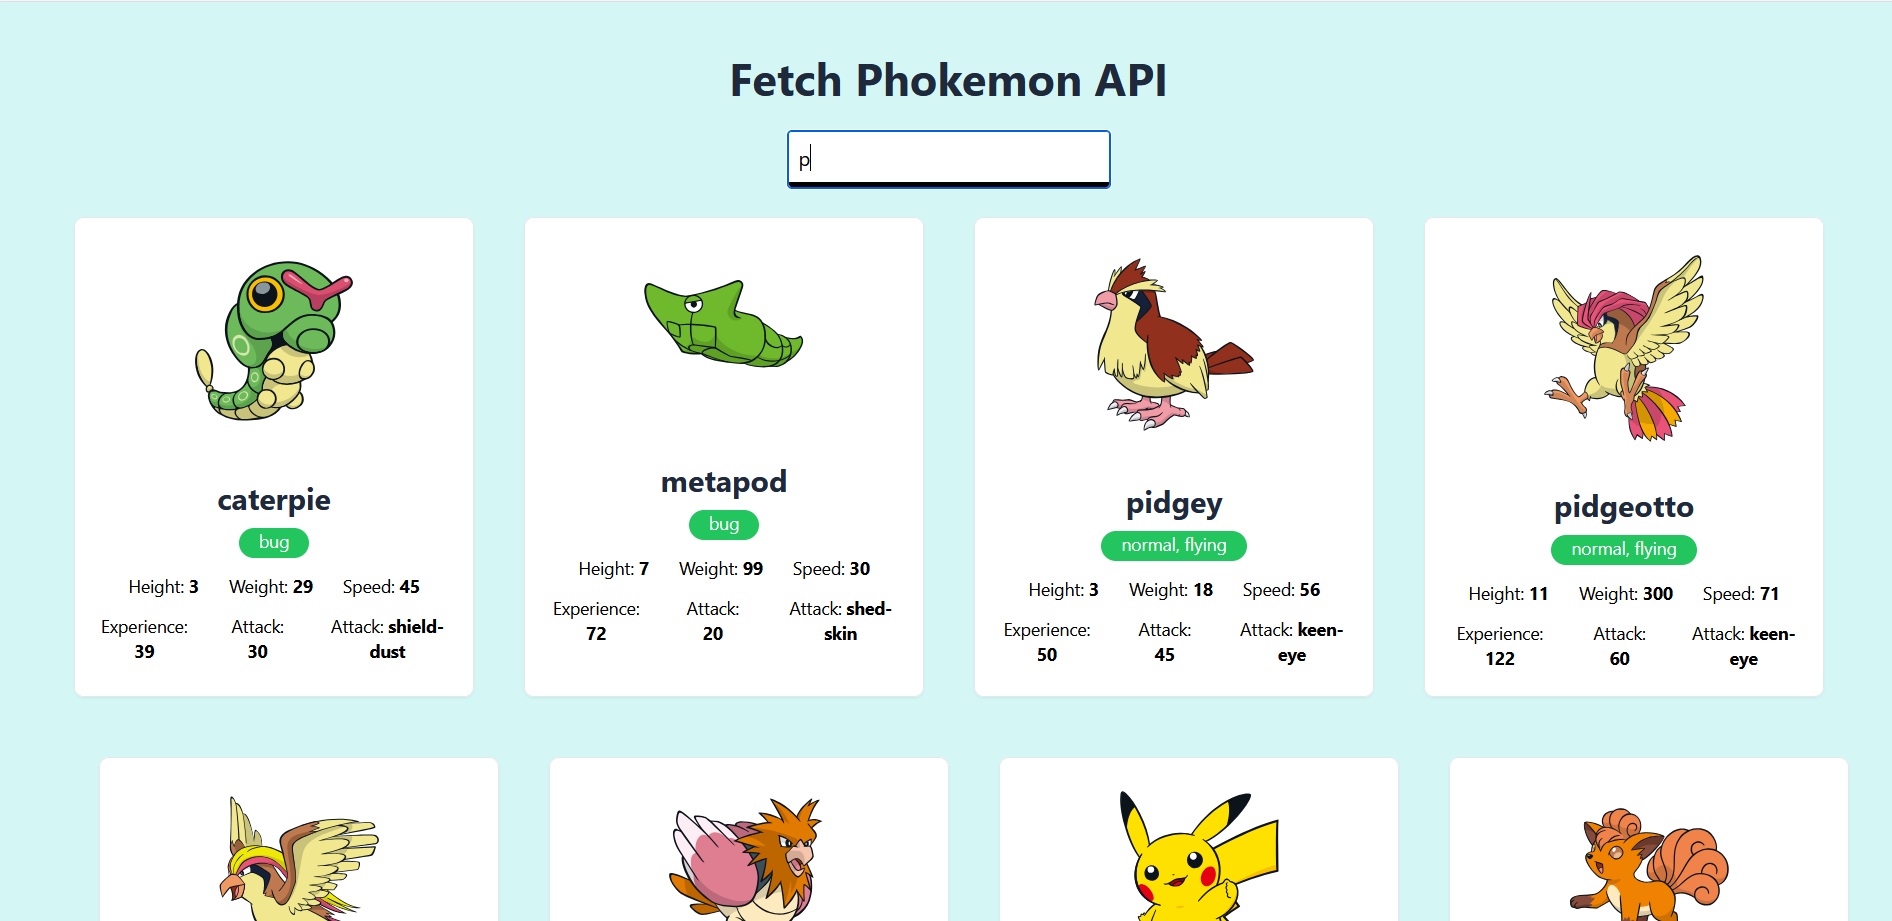 Fetch Phokemon API
p
caterpie
bug
Height: 3 Weight: 29 Speed: 45
Experience: 39 Attack: 30 Attack: shield-dust
metapod
bug
Height: 7 Weight: 99 Speed: 30
Experience: 72 Attack: 20 Attack: shed-skin
pidgey
normal, flying
Height: 3 Weight: 18 Speed: 56
Experience: 50 Attack: 45 Attack: keen-eye
pidgeotto
normal, flying
Height: 11 Weight: 300 Speed: 71
Experience: 122 Attack: 60 Attack: keen-eye